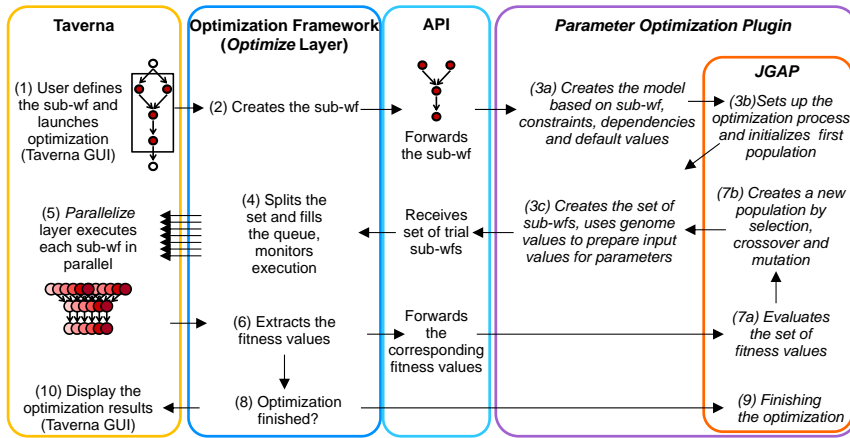 Taverna
Optimization Framework
(Optimize Layer)
API
Parameter Optimization Plugin
JGAP
(1) User defines
the sub-wf and
launches
optimization
(Taverna GUI)
(2) Creates the sub-wf
Forwards
the sub-wf
(3a) Creates the model
based on sub-wf,
constraints, dependencies
and default values
(3b)Sets up the
optimization process
and initializes first
population
(3c) Creates the set of
sub-wfs, uses genome
values to prepare input
values for parameters
Receives
set of trial
sub-wfs
(4) Splits the
set and fills
the queue,
monitors
execution
(5) Parallelize
layer executes
each sub-wf in
parallel
(6) Extracts the
fitness values
Forwards
the
corresponding
fitness values
(7a) Evaluates
the set of
fitness values
(7b) Creates a new
population by
selection,
crossover and
mutation
(8) Optimization
finished?
(9) Finishing
the optimization
(10) Display the
optimization results
(Taverna GUI)